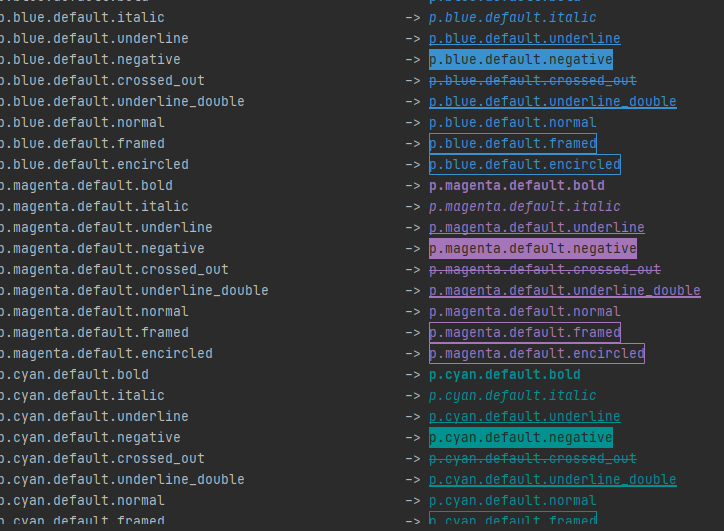 p.blue.default.italic -> p.blue.default.italic
p.blue.default.underline -> p.blue.default.underline
p.blue.default.negative -> p.blue.default.negative
p.blue.default.crossed_out -> p.blue.default.crossed_out
p.blue.default.underline_double -> p.blue.default.underline_double
p.blue.default.normal -> p.blue.default.normal
p.blue.default.framed -> p.blue.default.framed
p.blue.default.encircled -> p.blue.default.encircled
p.magenta.default.bold -> p.magenta.default.bold
p.magenta.default.italic -> p.magenta.default.italic
p.magenta.default.underline -> p.magenta.default.underline
p.magenta.default.negative -> p.magenta.default.negative
p.magenta.default.crossed_out -> p.magenta.default.crossed_out
p.magenta.default.underline_double -> p.magenta.default.underline_double
p.magenta.default.normal -> p.magenta.default.normal
p.magenta.default.framed -> p.magenta.default.framed
p.magenta.default.encircled -> p.magenta.default.encircled
p.cyan.default.bold -> p.cyan.default.bold
p.cyan.default.italic -> p.cyan.default.italic
p.cyan.default.underline -> p.cyan.default.underline
p.cyan.default.negative -> p.cyan.default.negative
p.cyan.default.crossed_out -> p.cyan.default.crossed_out
p.cyan.default.underline_double -> p.cyan.default.underline_double
p.cyan.default.normal -> p.cyan.default.normal
p.cyan.default.framed -> p.cyan.default.framed